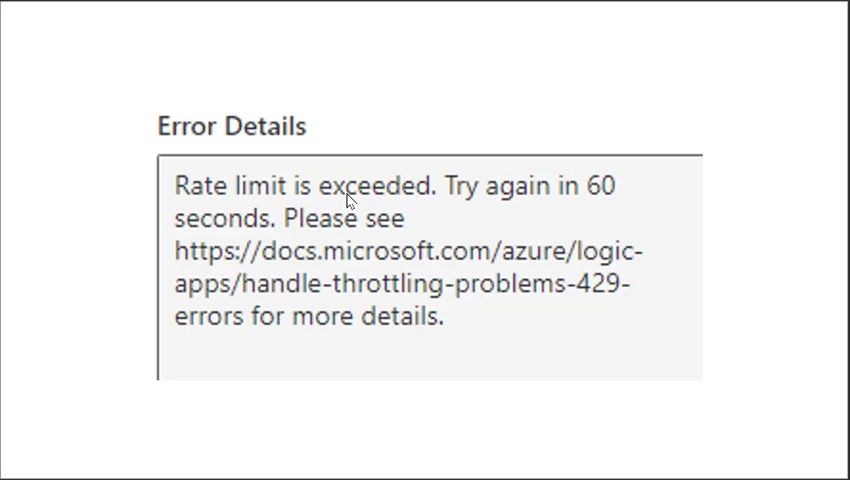 Error Details
Rate limit is exceeded. Try again in 60
seconds. Please see
https://docs.microsoft.com/azure/logic-
apps/handle-throttling-problems-429-
errors for more details.